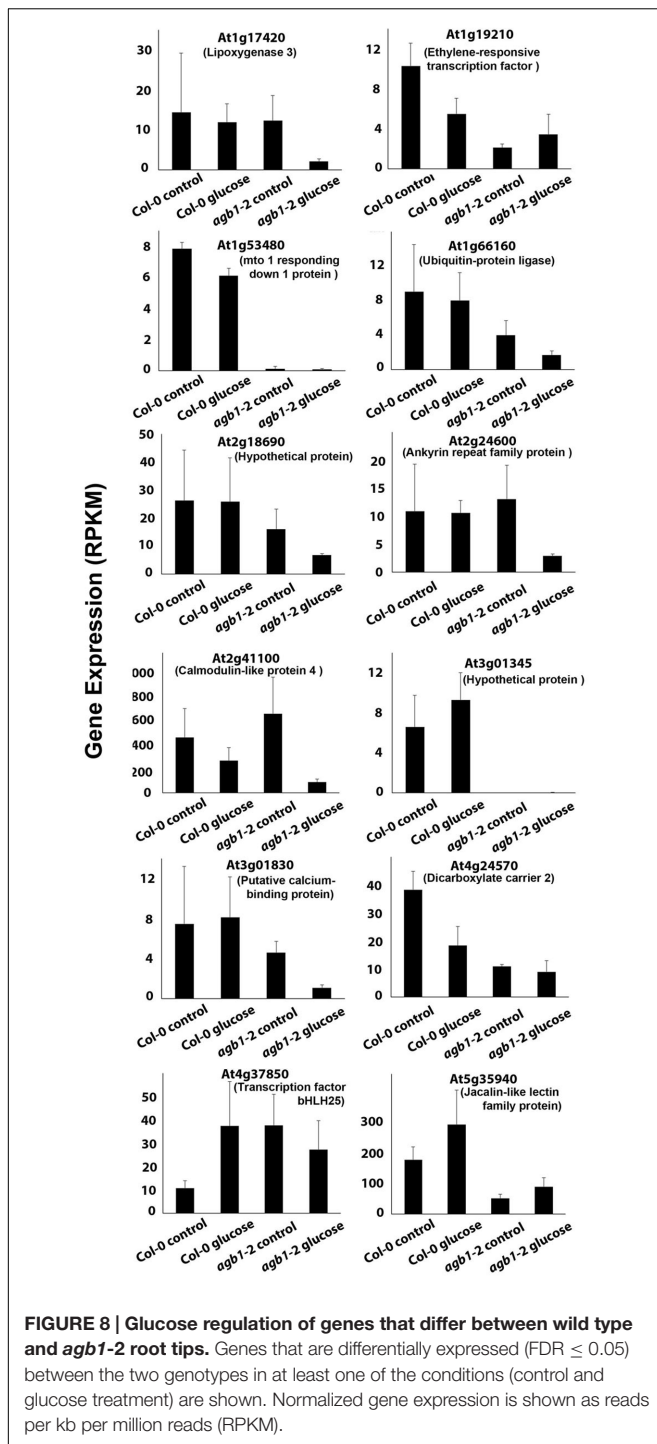 At1g17420
(Lipoxygenase 3)
30
20
10
0
Col-0 control
Col-0 glucose
agb1-2 control
agb1-2 glucose
At1g19210
(Ethylene-responsive
transcription factor )
12
8
4
0
Col-0 control
Col-0 glucose
agb1-2 control
agb1-2 glucose
At1g53480
(mto 1 responding
down 1 protein )
8
6
4
2
0
Col-0 control
Col-0 glucose
agb1-2 control
agb1-2 glucose
At1g66160
(Ubiquitin-protein ligase)
12
8
4
0
Col-0 control
Col-0 glucose
agb1-2 control
agb1-2 glucose
Gene Expression (RPKM)
At2g18690
(Hypothetical protein)
50
40
30
20
10
0
Col-0 control
Col-0 glucose
agb1-2 control
agb1-2 glucose
At2g24600
(Ankyrin repeat family protein )
20
15
10
5
0
Col-0 control
Col-0 glucose
agb1-2 control
agb1-2 glucose
At2g41100
(Calmodulin-like protein 4 )
000
800
600
400
200
0
Col-0 control
Col-0 glucose
agb1-2 control
agb1-2 glucose
At3g01345
(Hypothetical protein )
12
8
4
0
Col-0 control
Col-0 glucose
agb1-2 control
agb1-2 glucose
At3g01830
(Putative calcium-
binding protein)
12
8
4
0
Col-0 control
Col-0 glucose
agb1-2 control
agb1-2 glucose
At4g24570
(Dicarboxylate carrier 2)
40
30
20
10
0
Col-0 control
Col-0 glucose
agb1-2 control
agb1-2 glucose
At4g37850
(Transcription factor
bHLH25)
50
40
30
20
10
0
Col-0 control
Col-0 glucose
agb1-2 control
agb1-2 glucose
At5g35940
(Jacalin-like lectin
family protein)
300
200
100
0
Col-0 control
Col-0 glucose
agb1-2 control
agb1-2 glucose
FIGURE 8 | Glucose regulation of genes that differ between wild type
and agb1-2 root tips. Genes that are differentially expressed (FDR ≤ 0.05)
between the two genotypes in at least one of the conditions (control and
glucose treatment) are shown. Normalized gene expression is shown as reads
per kb per million reads (RPKM).